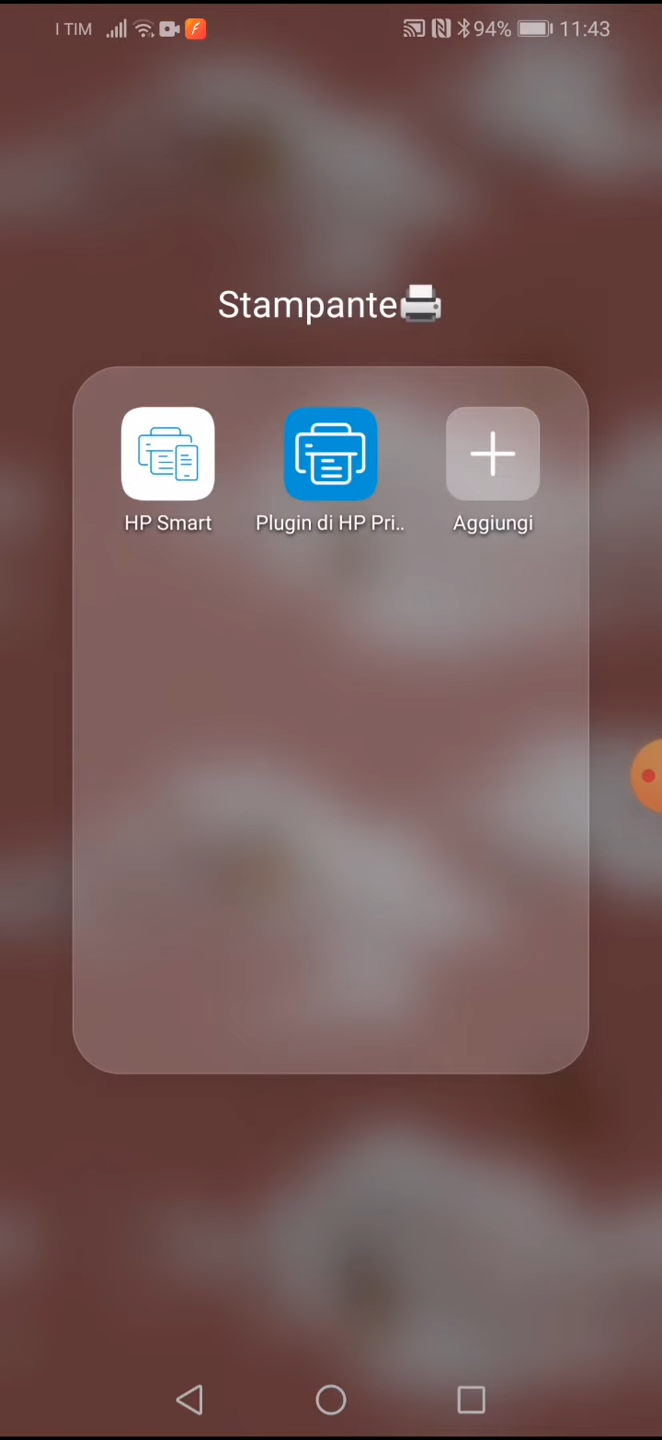 I TIM 94% 11:43
Stampante🖨️
HP Smart Plugin di HP Pri.. Aggiungi